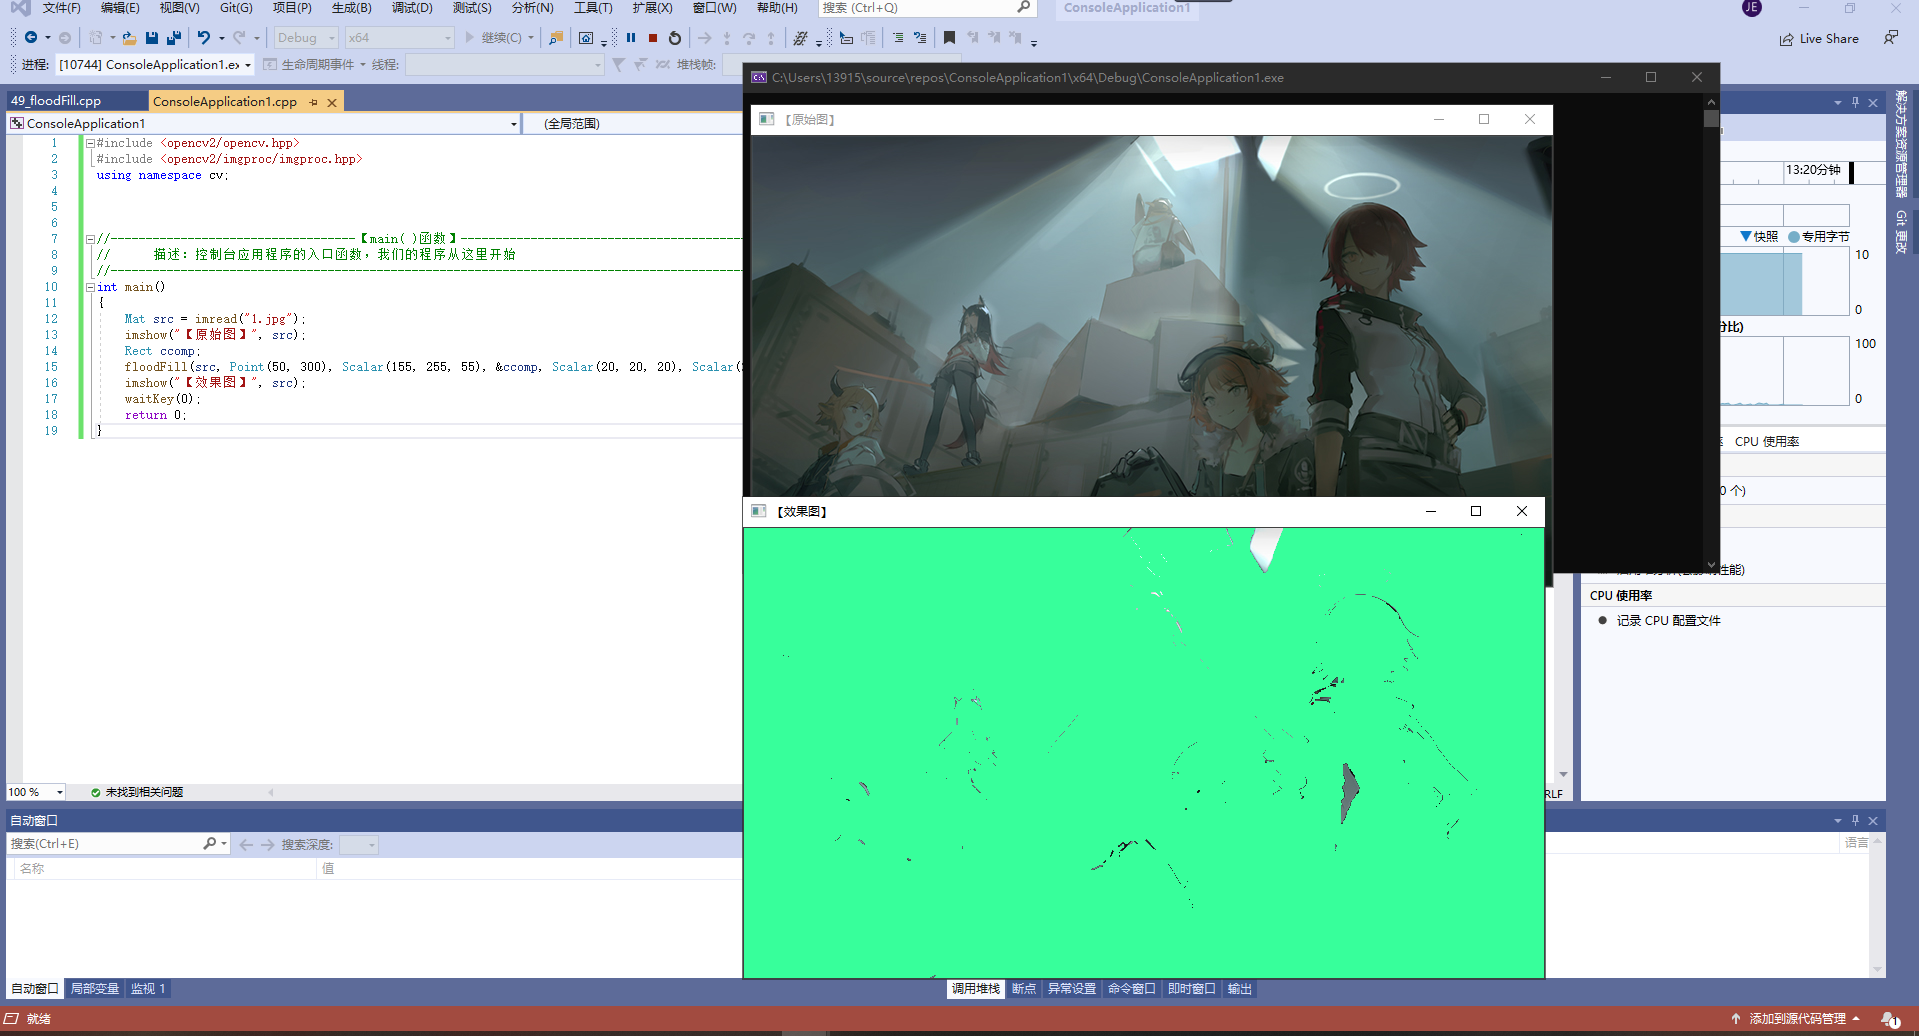 文件(F) 编辑(E) 视图(V) Git(G) 项目(P) 生成(B) 调试(D) 测试(S) 分析(N) 工具(T) 扩展(X) 窗口(W) 帮助(H) 搜索 (Ctrl+Q) ConsoleApplication1 JE
Debug x64 继续(C) Live Share
进程: [10744] ConsoleApplication1.ex 生命周期事件 线程: 堆栈帧:
C:\Users\13915\source\repos\ConsoleApplication1\x64\Debug\ConsoleApplication1.exe
49_floodFill.cpp ConsoleApplication1.cpp
ConsoleApplication1 (全局范围)
【原始图】
1 #include <opencv2/opencv.hpp>
2 #include <opencv2/imgproc/imgproc.hpp>
3 using namespace cv;
4
5
6
7 //-----------------------------------【main( )函数】--------------------------------------------
8 // 描述: 控制台应用程序的入口函数, 我们的程序从这里开始
9 //-----------------------------------------------------------------------------------------------
10 int main()
11 {
12 Mat src = imread("1.jpg");
13 imshow("【原始图】", src);
14 Rect ccomp;
15 floodFill(src, Point(50, 300), Scalar(155, 255, 55), &ccomp, Scalar(20, 20, 20), Scalar(
16 imshow("【效果图】", src);
17 waitKey(0);
18 return 0;
19 }
【效果图】
解决方案资源管理器
Git 更改
13:20分钟
快照 专用字节
10
0
分比)
100
0
CPU 使用率
0 个)
性能)
CPU 使用率
记录 CPU 配置文件
100 % 未找到相关问题
RLF
自动窗口
搜索(Ctrl+E) 搜索深度:
名称 值
语言
自动窗口 局部变量 监视 1
调用堆栈 断点 异常设置 命令窗口 即时窗口 输出
就绪 添加到源代码管理 1